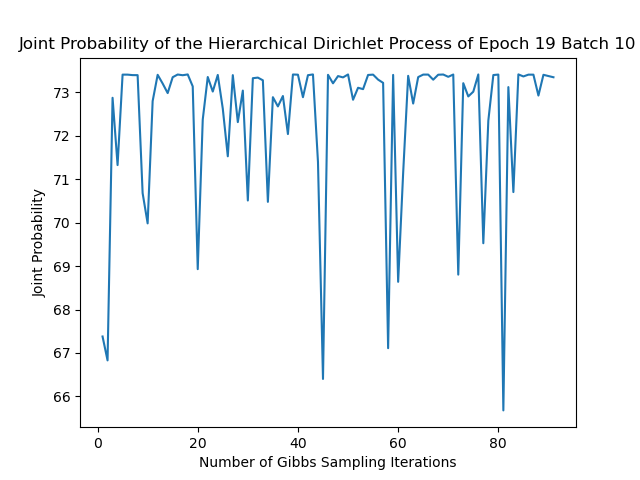 Joint Probability of the Hierarchical Dirichlet Process of Epoch 19 Batch 10
73
72
71
70
69
68
67
66
Joint Probability
0 20 40 60 80
Number of Gibbs Sampling Iterations